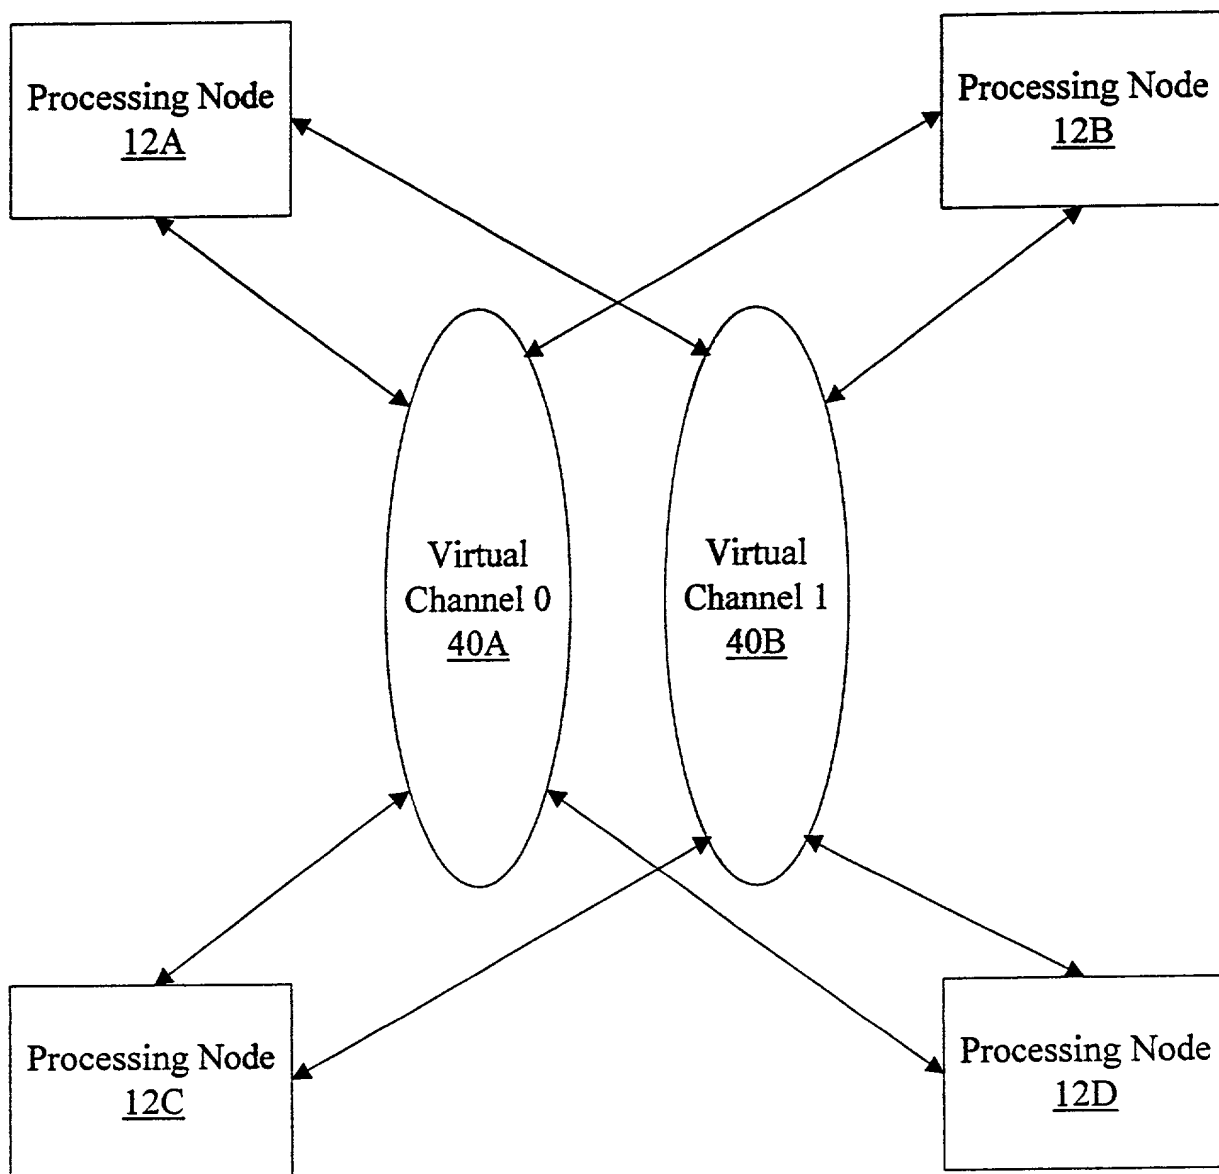 Processing Node
12A
Processing Node
12B
Virtual
Channel 0
40A
Virtual
Channel 1
40B
Processing Node
12C
Processing Node
12D